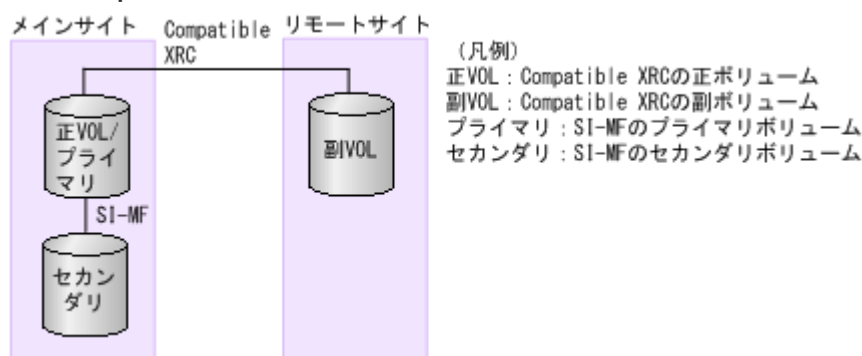 メインサイト
Compatible
XRC
リモートサイト
正VOL/
プライ
マリ
SI-MF
セカン
ダリ
副VOL
(凡例)
正VOL：Compatible XRCの正ボリューム
副VOL：Compatible XRCの副ボリューム
プライマリ：SI-MFのプライマリボリューム
セカンダリ：SI-MFのセカンダリボリューム